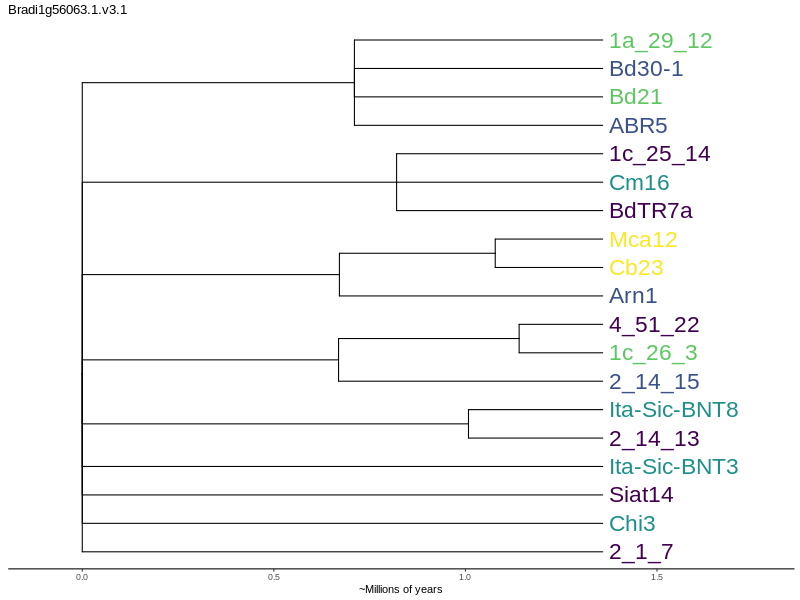 Bradi1g56063.1.v3.1
1a_29_12
Bd30-1
Bd21
ABR5
1c_25_14
Cm16
BdTR7a
Mca12
Cb23
Arn1
4_51_22
1c_26_3
2_14_15
Ita-Sic-BNT8
2_14_13
Ita-Sic-BNT3
Siat14
Chi3
2_1_7
0.0 0.5 1.0 1.5
~Millions of years